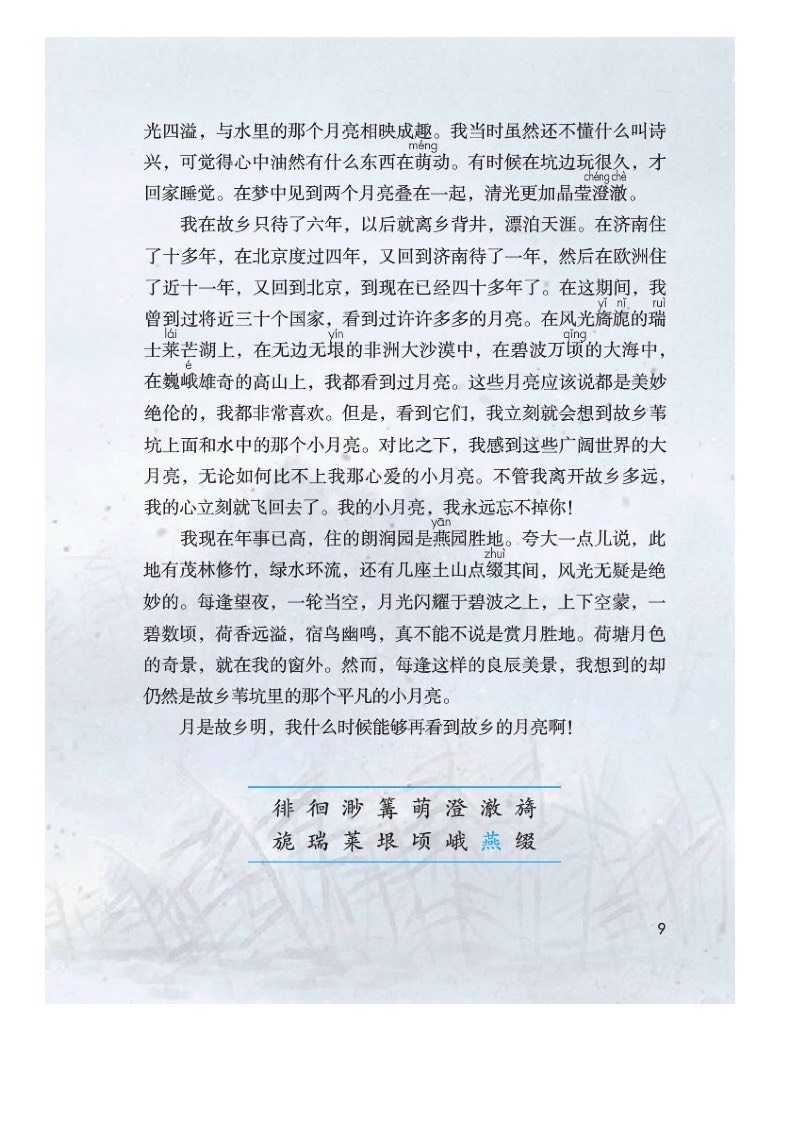 光四溢，与水里的那个月亮相映成趣。我当时虽然还不懂什么叫诗
méng
兴，可觉得心中油然有什么东西在萌动。有时候在坑边玩很久，才
chéng chè
回家睡觉。在梦中见到两个月亮叠在一起，清光更加晶莹澄澈。
我在故乡只待了六年，以后就离乡背井，漂泊天涯。在济南住
了十多年，在北京度过四年，又回到济南待了一年，然后在欧洲住
了近十一年，又回到北京，到现在已经四十多年了。在这期间，我
yǐ nǐ ruì
曾到过将近三十个国家，看到过许许多多的月亮。在风光旖旎的瑞
lái yín qǐng
士莱芒湖上，在无边无垠的非洲大沙漠中，在碧波万顷的大海中，
é
在巍峨雄奇的高山上，我都看到过月亮。这些月亮应该说都是美妙
绝伦的，我都非常喜欢。但是，看到它们，我立刻就会想到故乡苇
坑上面和水中的那个小月亮。对比之下，我感到这些广阔世界的大
月亮，无论如何比不上我那心爱的小月亮。不管我离开故乡多远，
我的心立刻就飞回去了。我的小月亮，我永远忘不掉你！
yān
我现在年事已高，住的朗润园是燕园胜地。夸大一点儿说，此
zhuì
地有茂林修竹，绿水环流，还有几座土山点缀其间，风光无疑是绝
妙的。每逢望夜，一轮当空，月光闪耀于碧波之上，上下空蒙，一
碧数顷，荷香远溢，宿鸟幽鸣，真不能不说是赏月胜地。荷塘月色
的奇景，就在我的窗外。然而，每逢这样的良辰美景，我想到的却
仍然是故乡苇坑里的那个平凡的小月亮。
月是故乡明，我什么时候能够再看到故乡的月亮啊！
徘 徊 渺 篝 萌 澄 澈 旖
旎 瑞 莱 垠 顷 峨 燕 缀
9